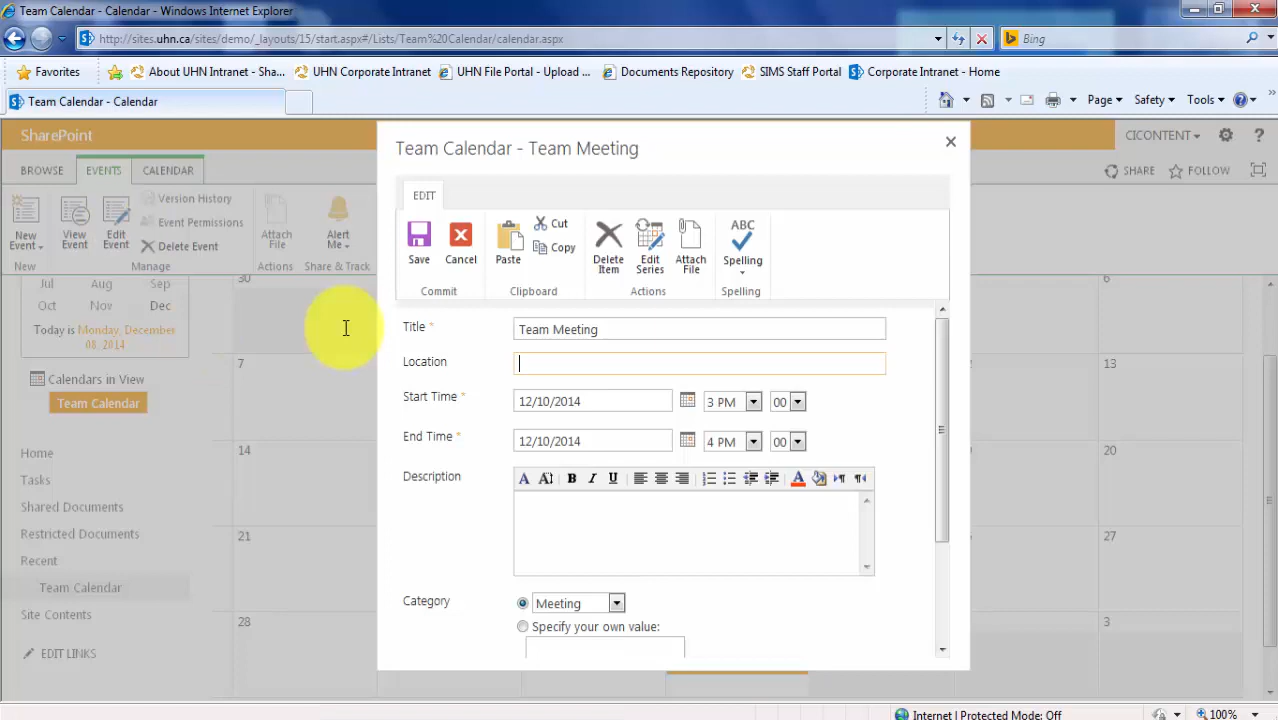 Team Calendar - Calendar - Windows Internet Explorer
http://sites.uhn.ca/sites/demo/_layouts/15/start.aspx#/Lists/Team%20Calendar/calendar.aspx
Bing
Favorites
About UHN Intranet - Sha...
UHN Corporate Intranet
UHN File Portal - Upload ...
Documents Repository
SIMS Staff Portal
Corporate Intranet - Home
Team Calendar - Calendar
Page
Safety
Tools
SharePoint
CICONTENT
BROWSE
EVENTS
CALENDAR
SHARE
FOLLOW
New Event
View Event
Edit Event
Version History
Event Permissions
Delete Event
Attach File
Alert Me
New
Manage
Actions
Share & Track
Jul Aug Sep
Oct Nov Dec
Today is Monday, December 08, 2014
Calendars in View
Team Calendar
Home
Tasks
Shared Documents
Restricted Documents
Recent
Team Calendar
Site Contents
EDIT LINKS
30
6
7
13
14
20
21
27
28
3
Team Calendar - Team Meeting
EDIT
Save
Cancel
Paste
Cut
Copy
Delete Item
Edit Series
Attach File
ABC
Spelling
Commit
Clipboard
Actions
Spelling
Title *
Team Meeting
Location
Start Time *
12/10/2014
3 PM
00
End Time *
12/10/2014
4 PM
00
Description
A A B I U A
Category
Meeting
Specify your own value:
Internet | Protected Mode: Off
100%